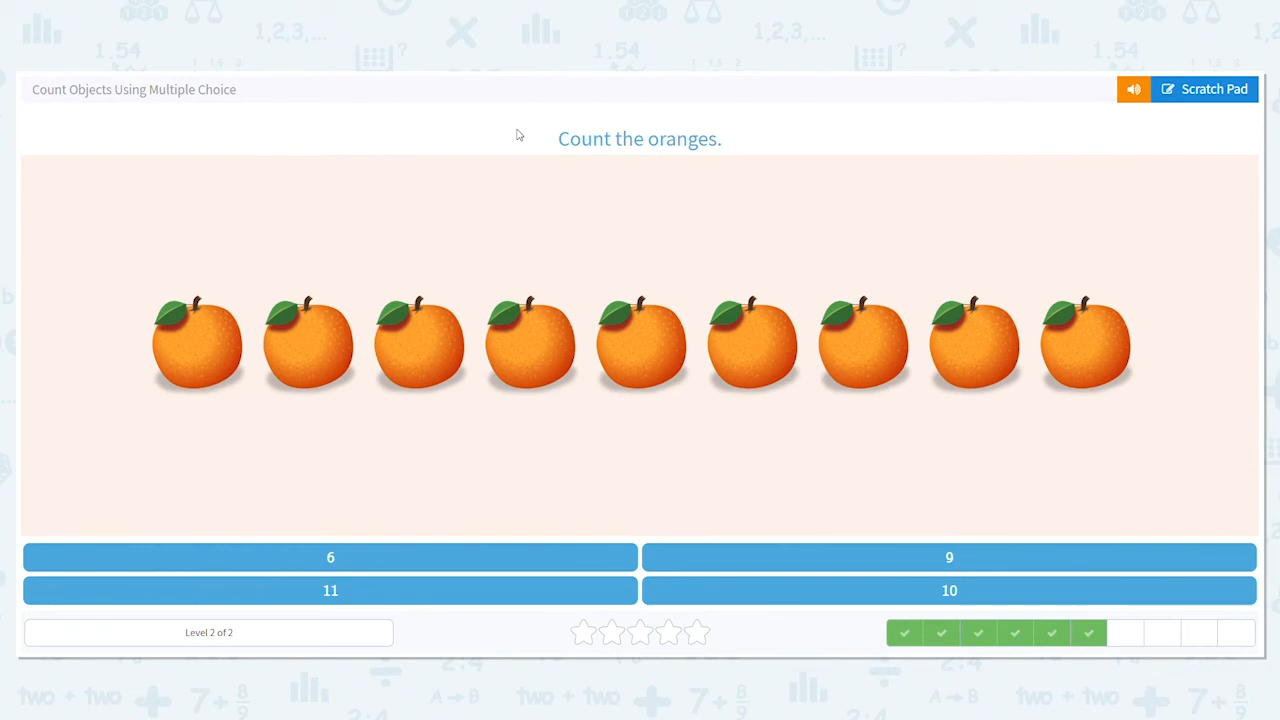 Count Objects Using Multiple Choice
Scratch Pad
Count the oranges.
6
9
11
10
Level 2 of 2